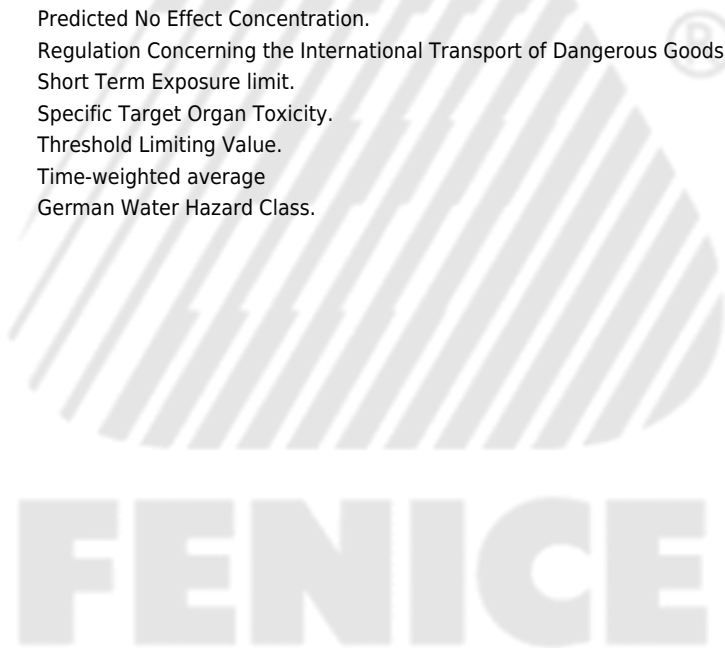 Predicted No Effect Concentration.
Regulation Concerning the International Transport of Dangerous Goods
Short Term Exposure limit.
Specific Target Organ Toxicity.
Threshold Limiting Value.
Time-weighted average
German Water Hazard Class.
®
FENICE